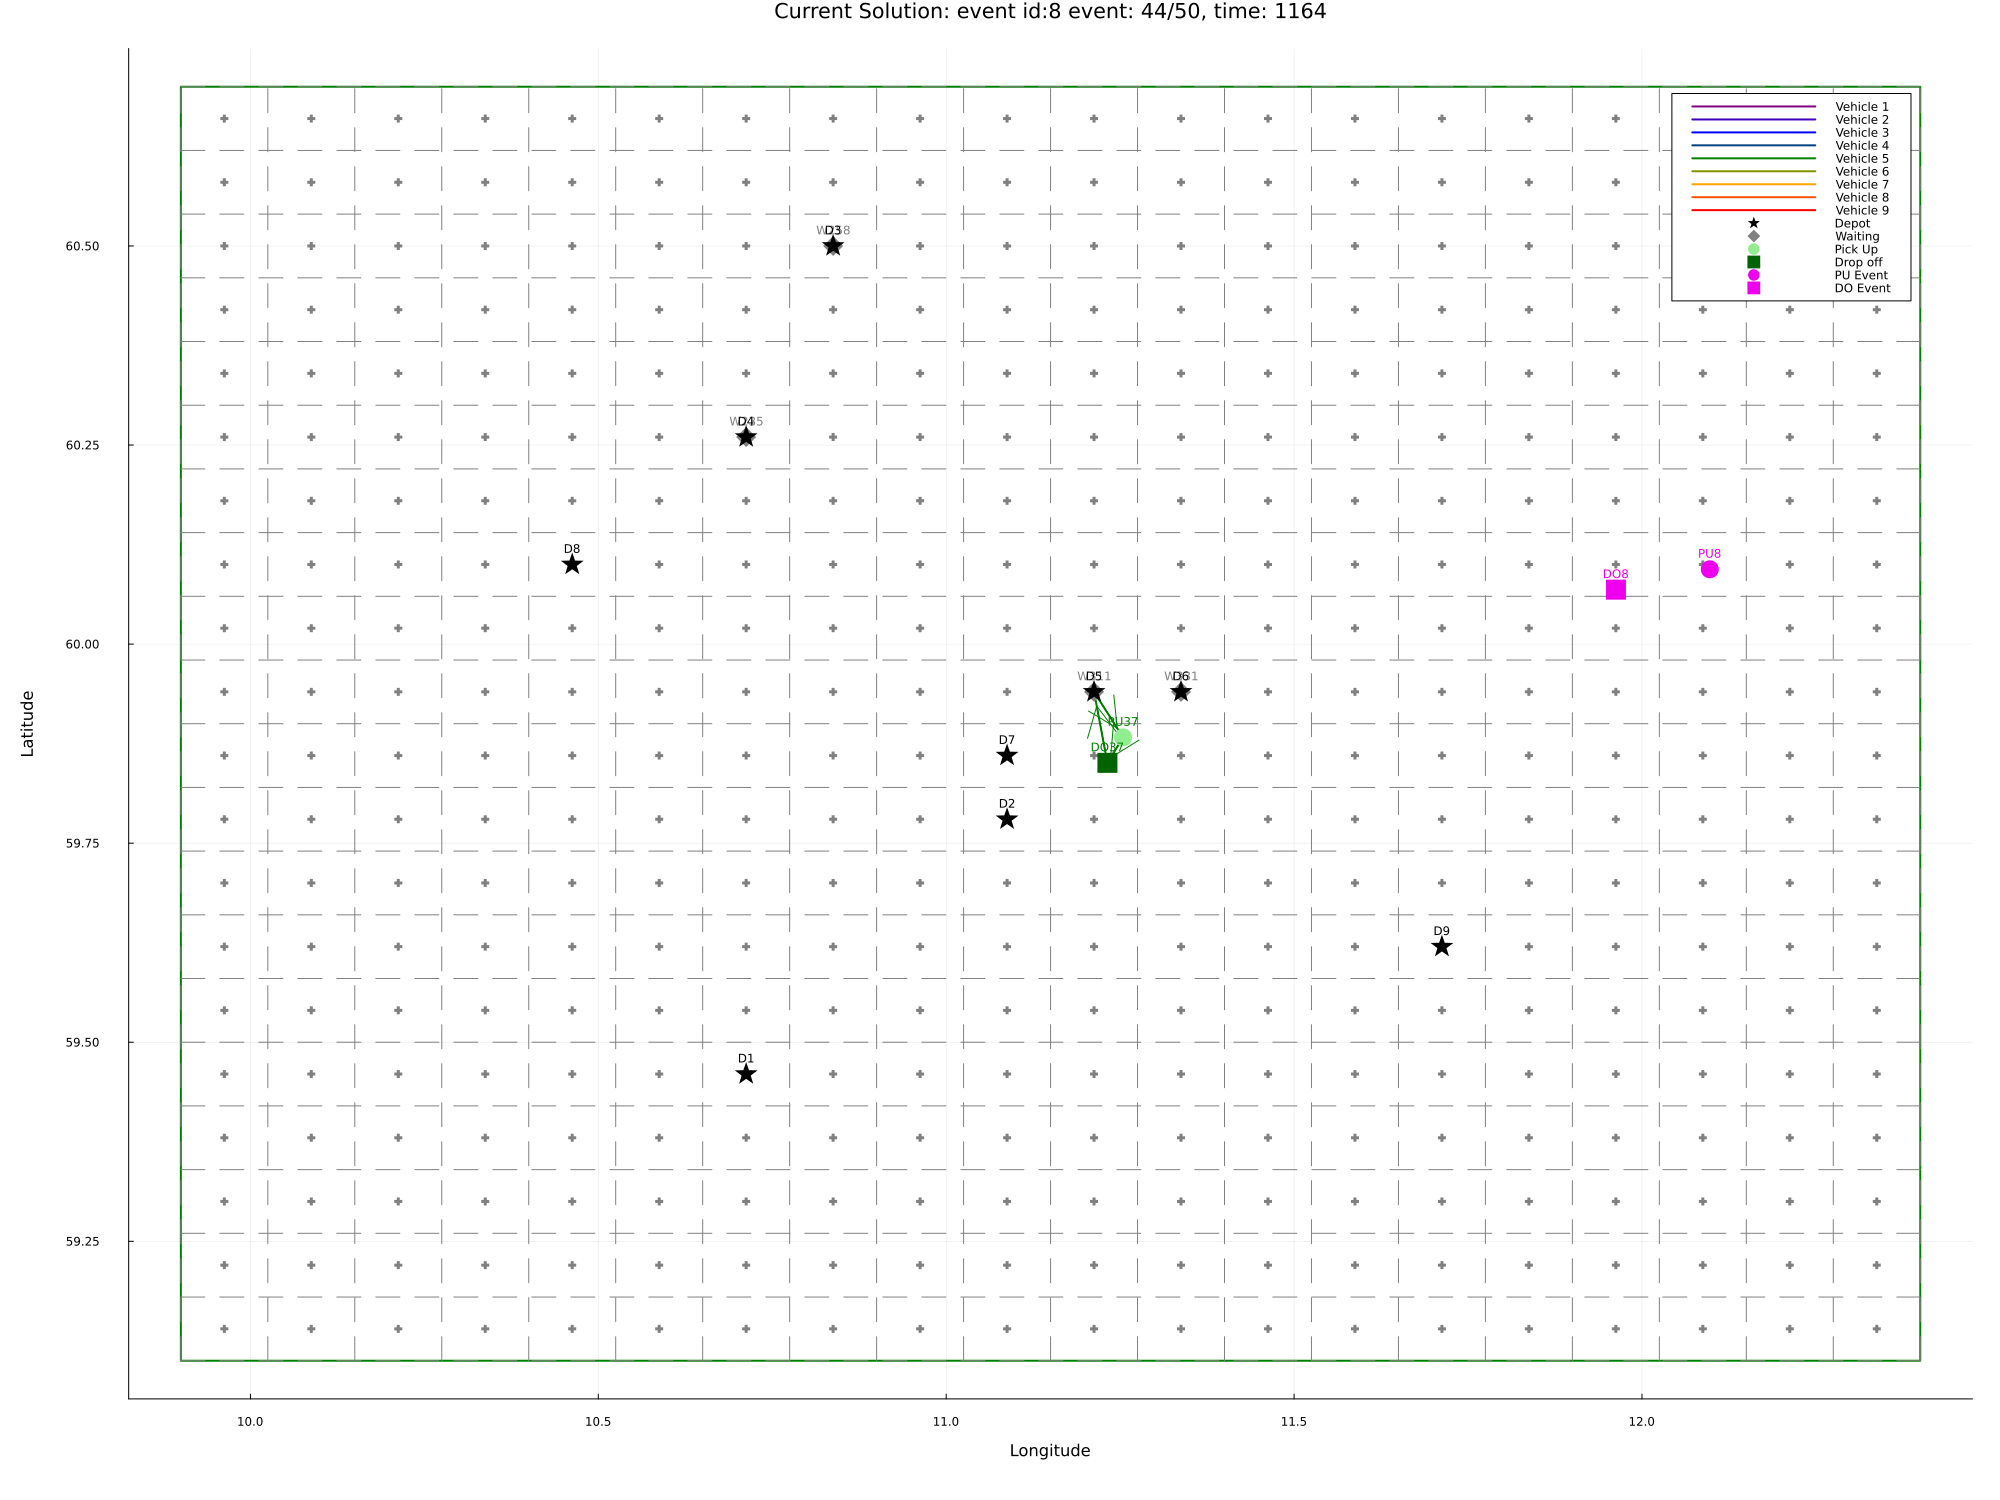 Current Solution: event id:8 event: 44/50, time: 1164
Vehicle 1
Vehicle 2
Vehicle 3
Vehicle 4
Vehicle 5
Vehicle 6
Vehicle 7
Vehicle 8
Vehicle 9
Depot
Waiting
Pick Up
Drop off
PU Event
DO Event
60.50
60.25
60.00
59.75
59.50
59.25
Latitude
D3
D4
D8
PU8
DO8
D5
D6
PU37
DO37
D7
D2
D9
D1
10.0
10.5
11.0
11.5
12.0
Longitude